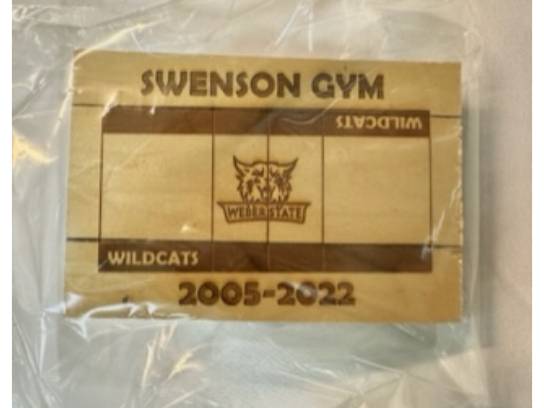 SWENSON GYM
WILDCATS
WEBER STATE
WILDCATS
2005-2022